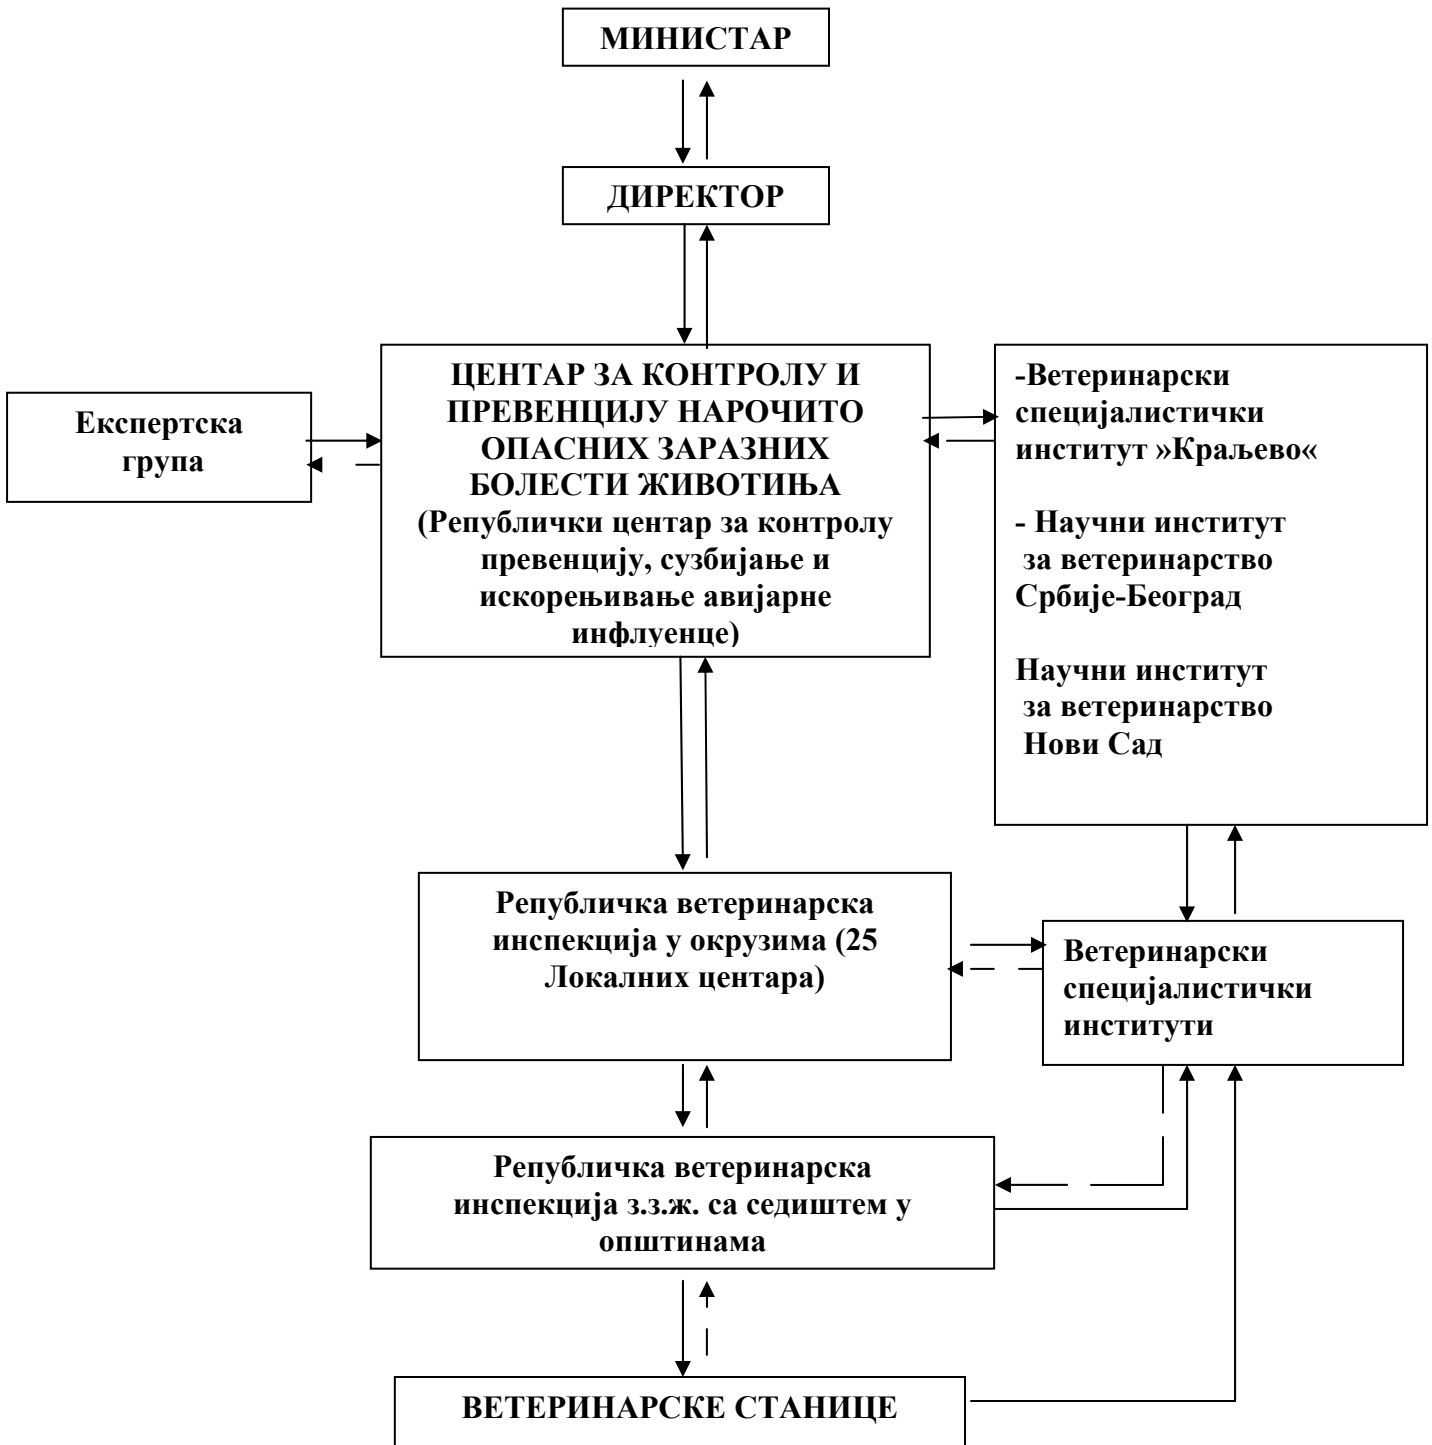 МИНИСТАР
ДИРЕКТОР
Експертска
група
ЦЕНТАР ЗА КОНТРОЛУ И
ПРЕВЕНЦИЈУ НАРОЧИТО
ОПАСНИХ ЗАРАЗНИХ
БОЛЕСТИ ЖИВОТИЊА
(Републички центар за контролу
превенцију, сузбијање и
искорењивање авијарне
инфлуенце)
-Ветеринарски
специјалистички
институт »Краљево«
- Научни институт
за ветеринарство
Србије-Београд
Научни институт
за ветеринарство
Нови Сад
Републичка ветеринарска
инспекција у окрузима (25
Локалних центара)
Ветеринарски
специјалистички
институти
Републичка ветеринарска
инспекција з.з.ж. са седиштем у
општинама
ВЕТЕРИНАРСКЕ СТАНИЦЕ